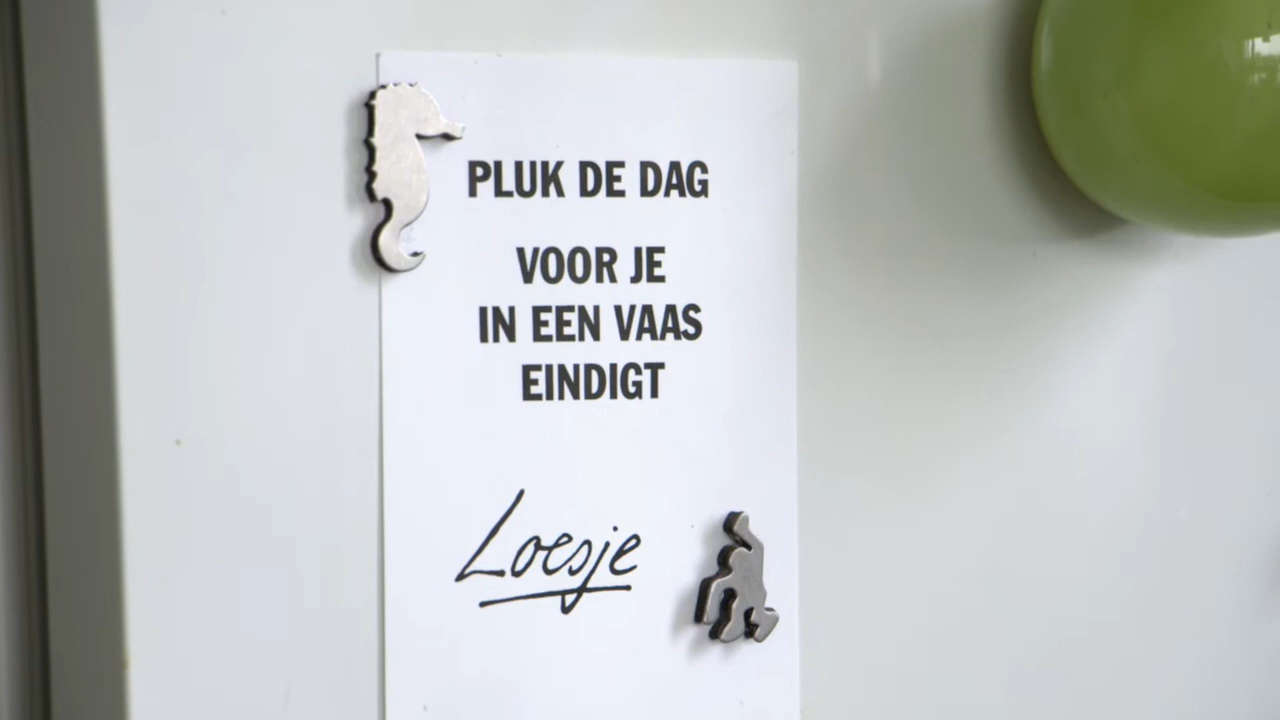 PLUK DE DAG
VOOR JE
IN EEN VAAS
EINDIGT
Loesje